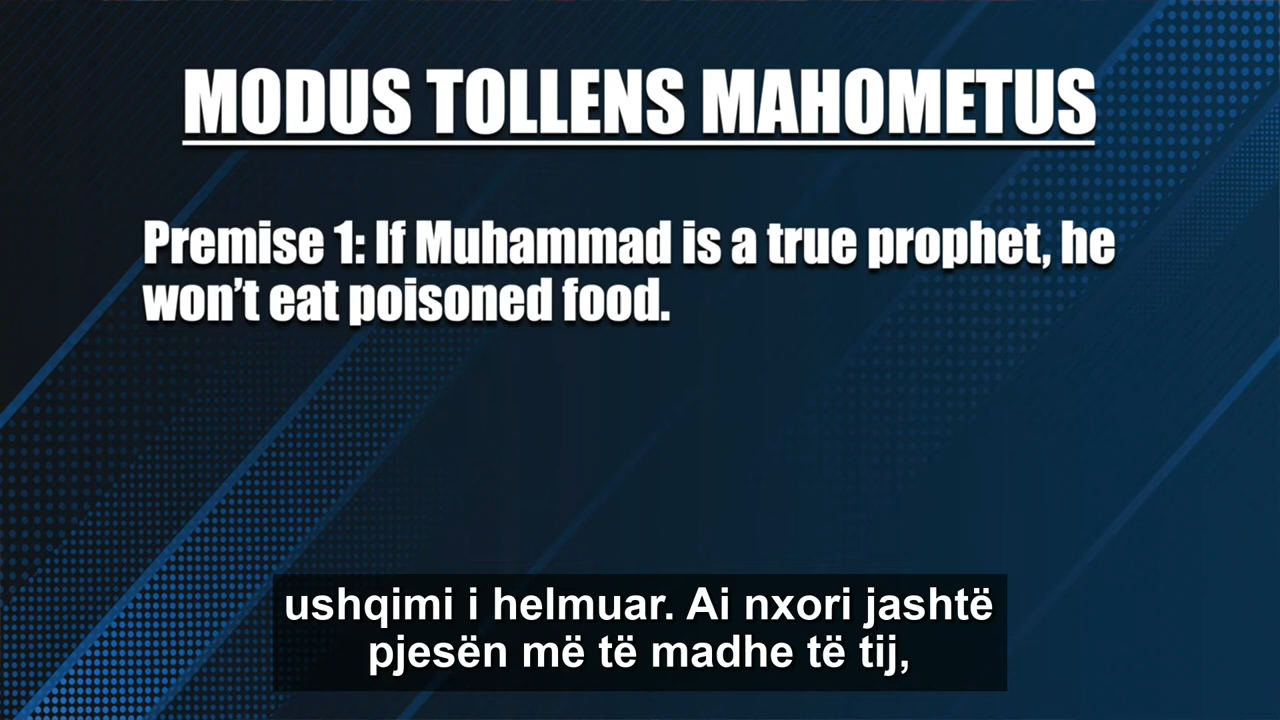 MODUS TOLLENS MAHOMETUS
Premise 1: If Muhammad is a true prophet, he
won’t eat poisoned food.
ushqimi i helmuar. Ai nxori jashtë
pjesën më të madhe të tij,